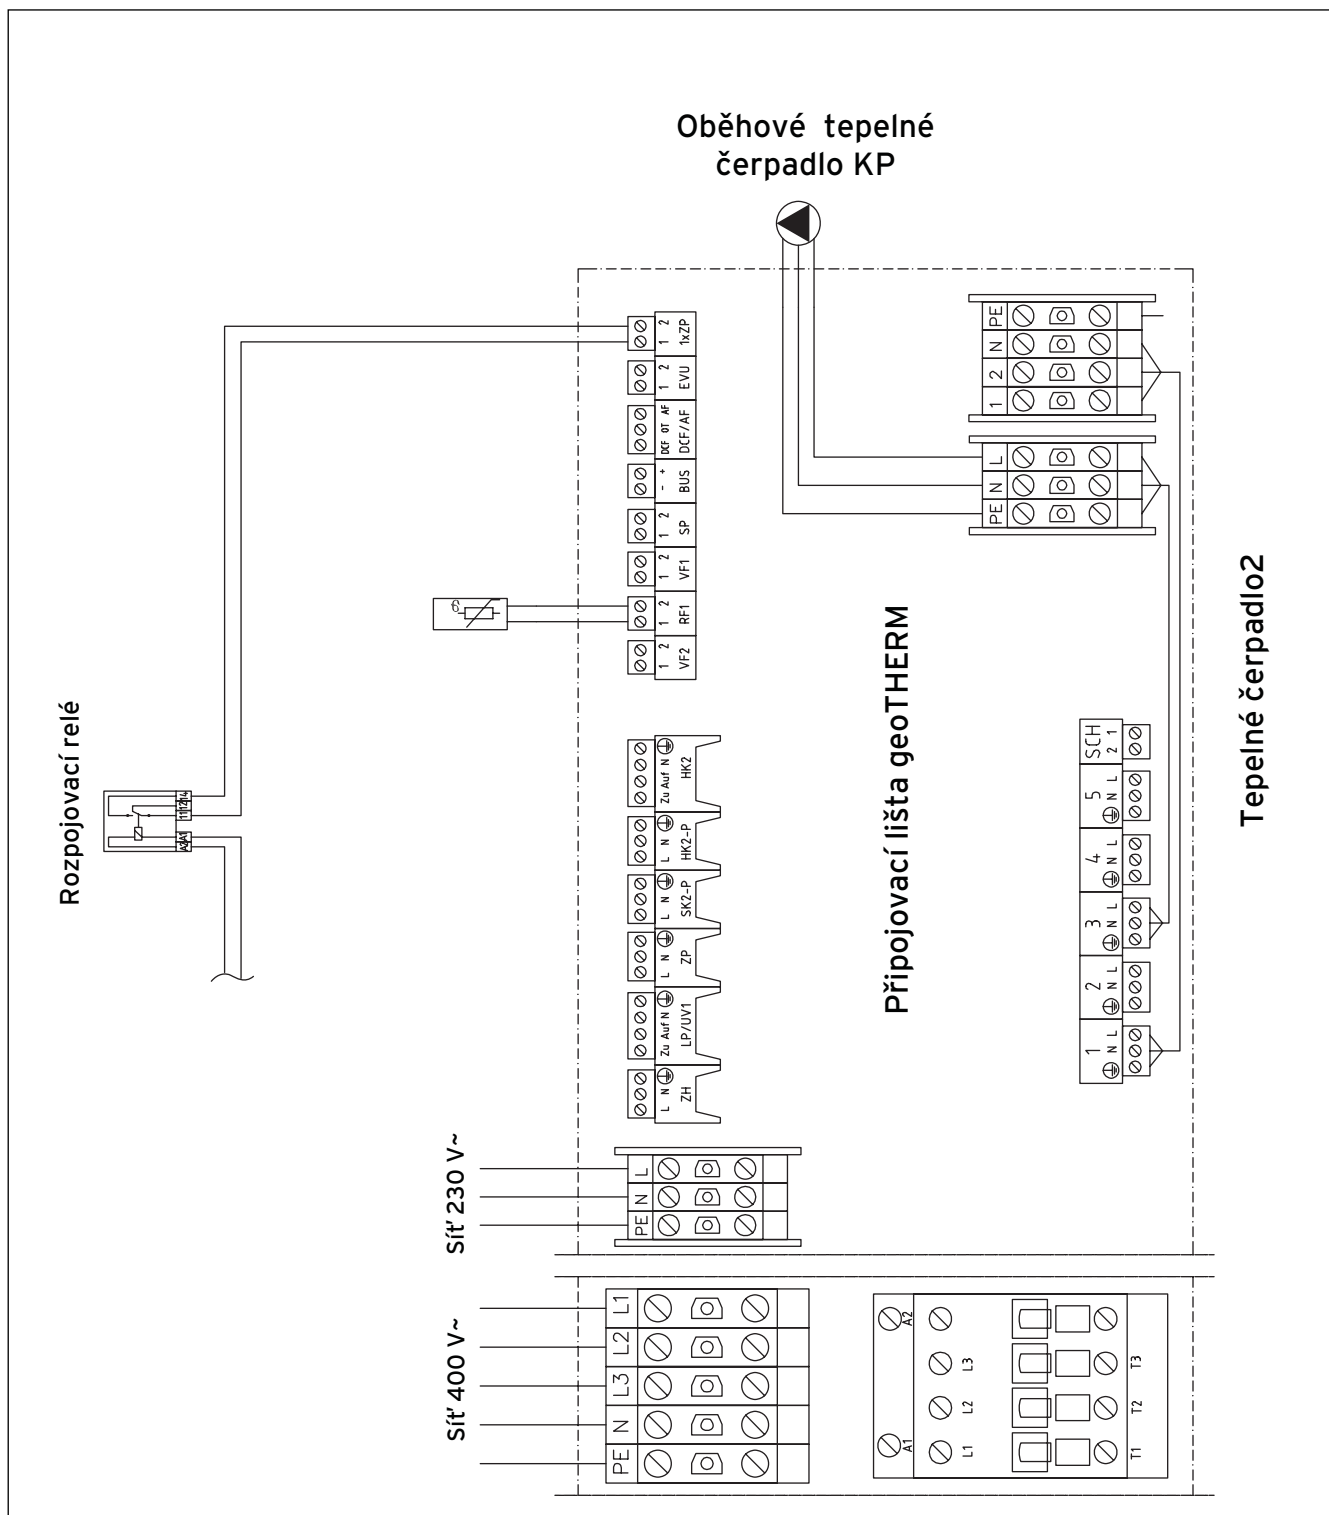 Oběhové tepelné
čerpadlo KP
Rozpojovací relé
A2 A1 11 12 14
1 2
1xZP
1 2
EVU
DCF OT AF
DCF/AF
- +
BUS
1 2
SP
1 2
VF1
1 2
RF1
1 2
VF2
ϑ
Zu Auf N
HK2
L N
HK2-P
L N
SK2-P
L N
ZP
Zu Auf N
LP/UV1
L N
ZH
PE
N
2
1
L
N
PE
Připojovací lišta geoTHERM
Tepelné čerpadlo2
SCH
2 1
5
N L
4
N L
3
N L
2
N L
1
N L
Síť 230 V~
L
N
PE
Síť 400 V~
L1
L2
L3
N
PE
A2
A1
L3
L2
L1
T3
T2
T1